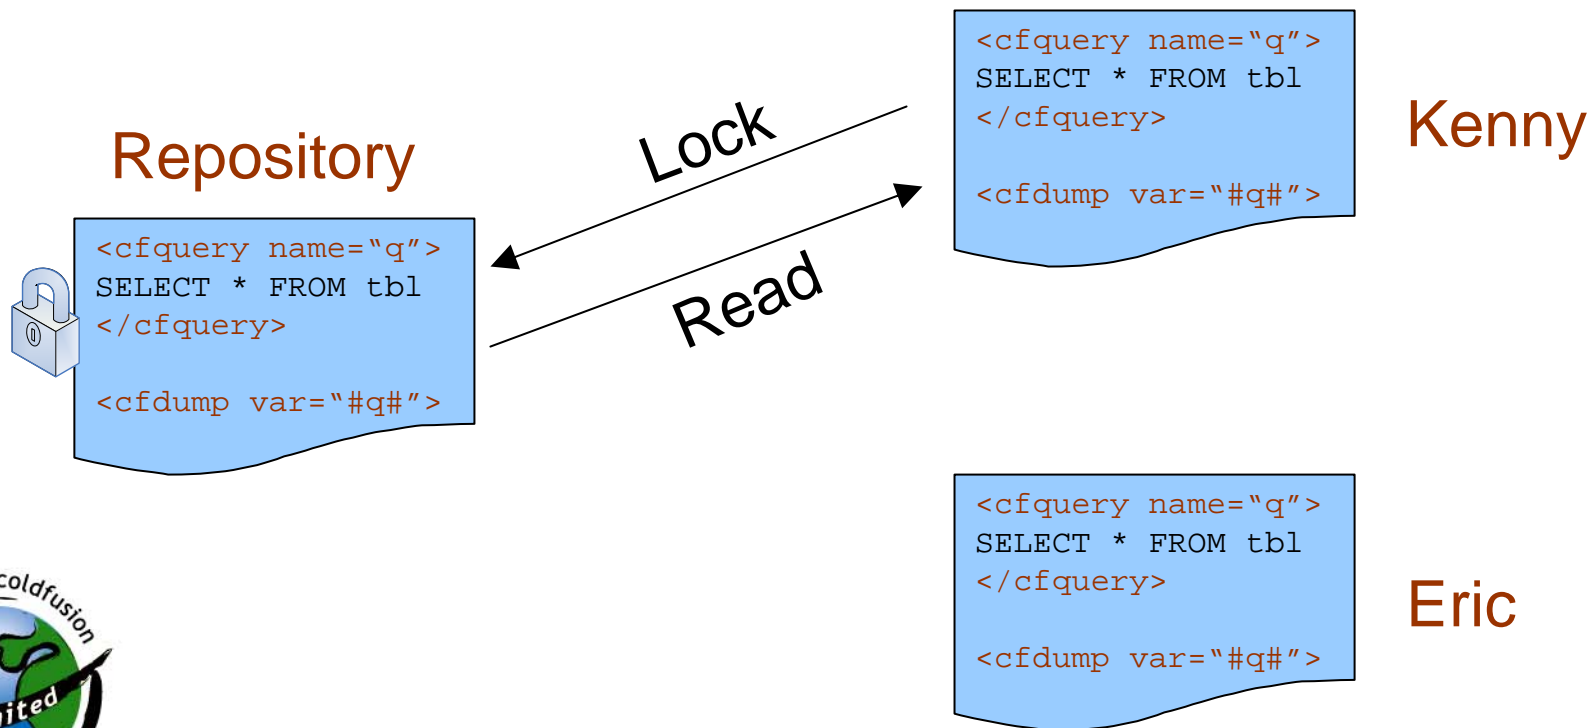 <cfquery name=“q”>
SELECT * FROM tbl
</cfquery>
<cfdump var=“#q#”>
Kenny
Lock
Read
Repository
<cfquery name=“q”>
SELECT * FROM tbl
</cfquery>
<cfdump var=“#q#”>
<cfquery name=“q”>
SELECT * FROM tbl
</cfquery>
<cfdump var=“#q#”>
Eric
coldfusion